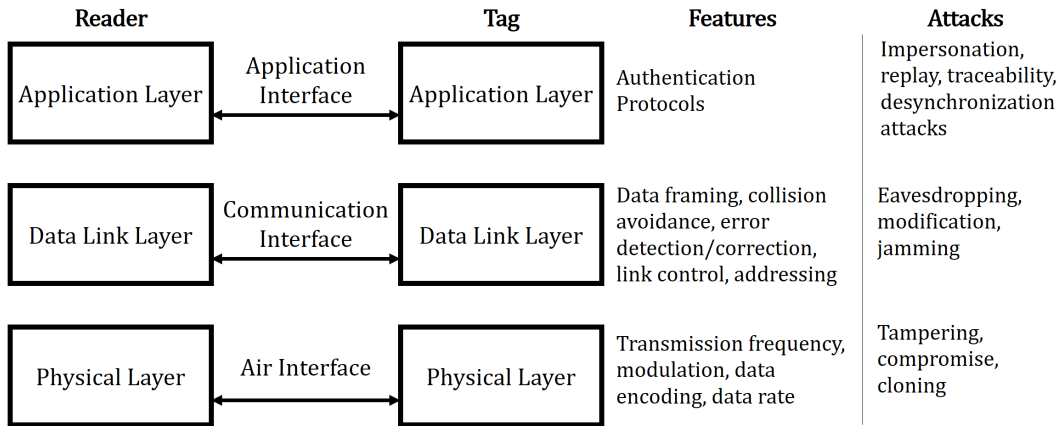 Reader
Tag
Features
Attacks
Application Layer
Application
Interface
Application Layer
Authentication
Protocols
Impersonation,
replay, traceability,
desynchronization
attacks
Data Link Layer
Communication
Interface
Data Link Layer
Data framing, collision
avoidance, error
detection/correction,
link control, addressing
Eavesdropping,
modification,
jamming
Physical Layer
Air Interface
Physical Layer
Transmission frequency,
modulation, data
encoding, data rate
Tampering,
compromise,
cloning